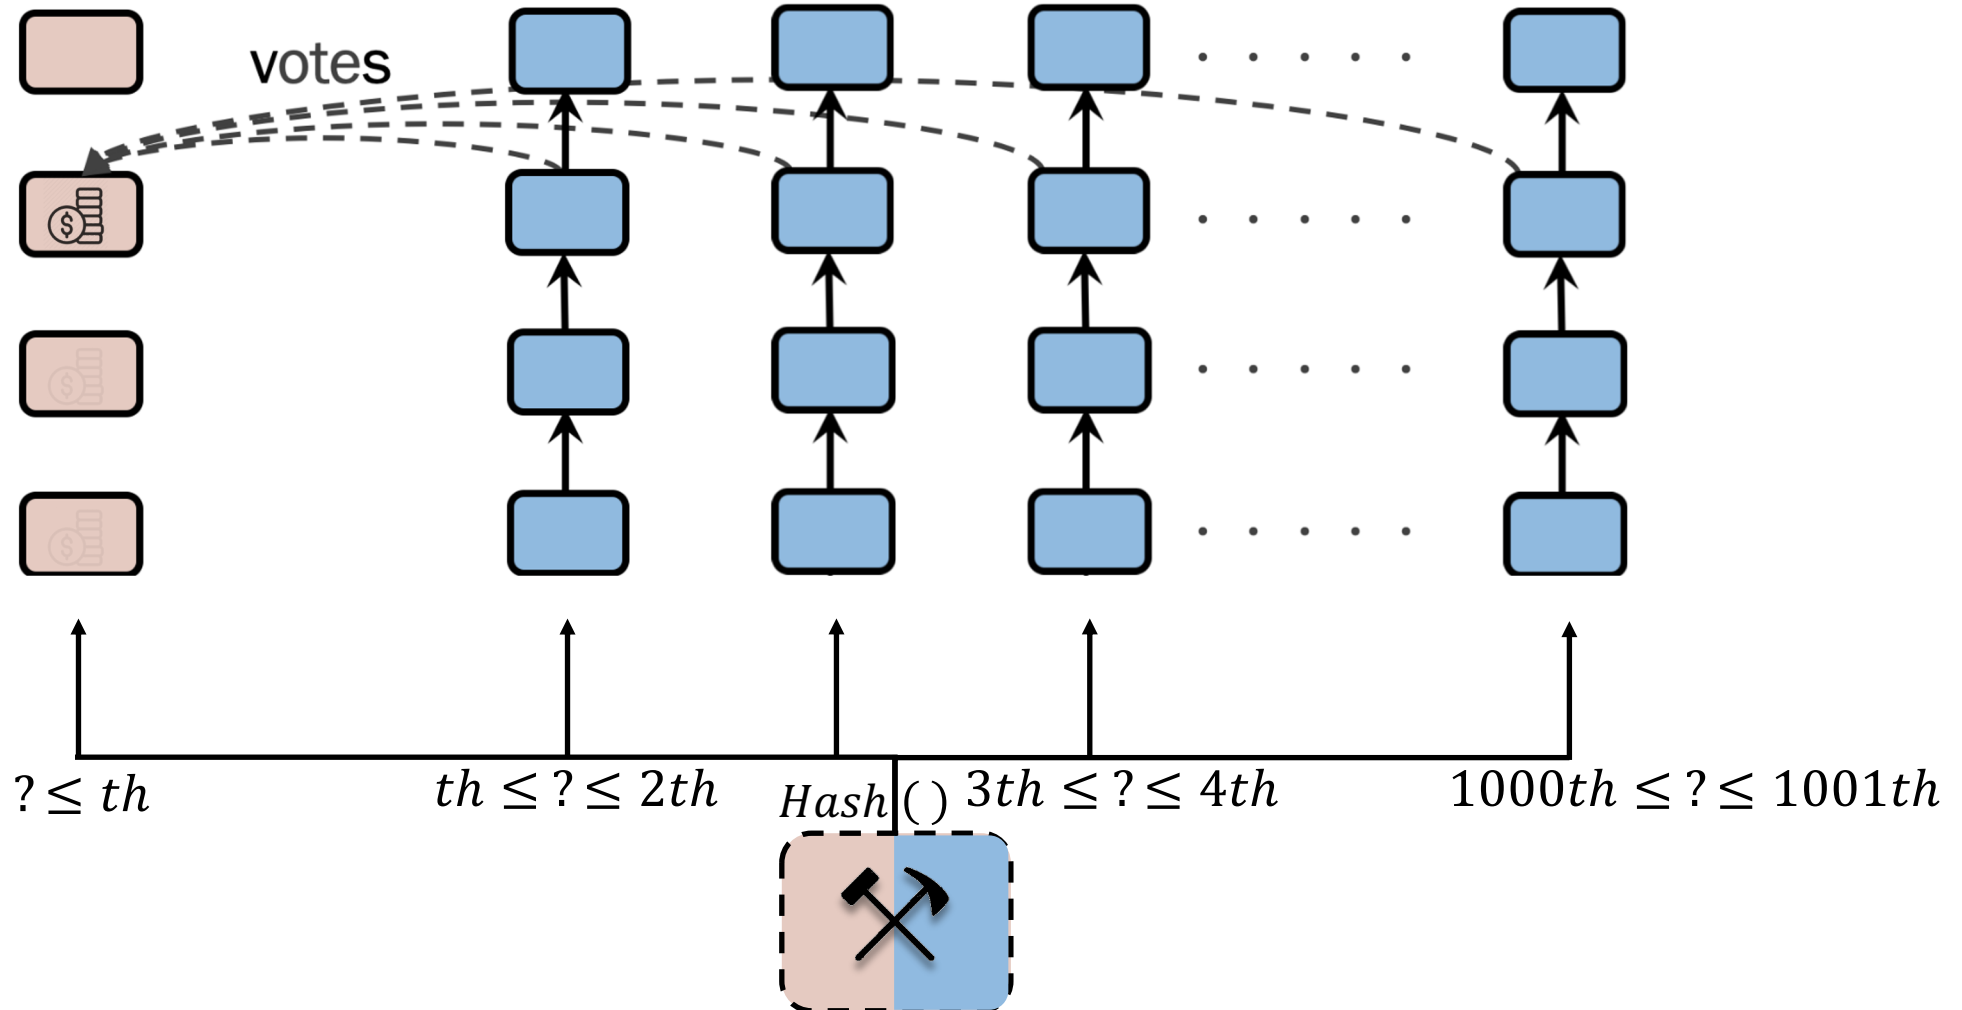 votes
$
$
$
? ≤ th
th ≤ ? ≤ 2th
Hash()
3th ≤ ? ≤ 4th
1000th ≤ ? ≤ 1001th